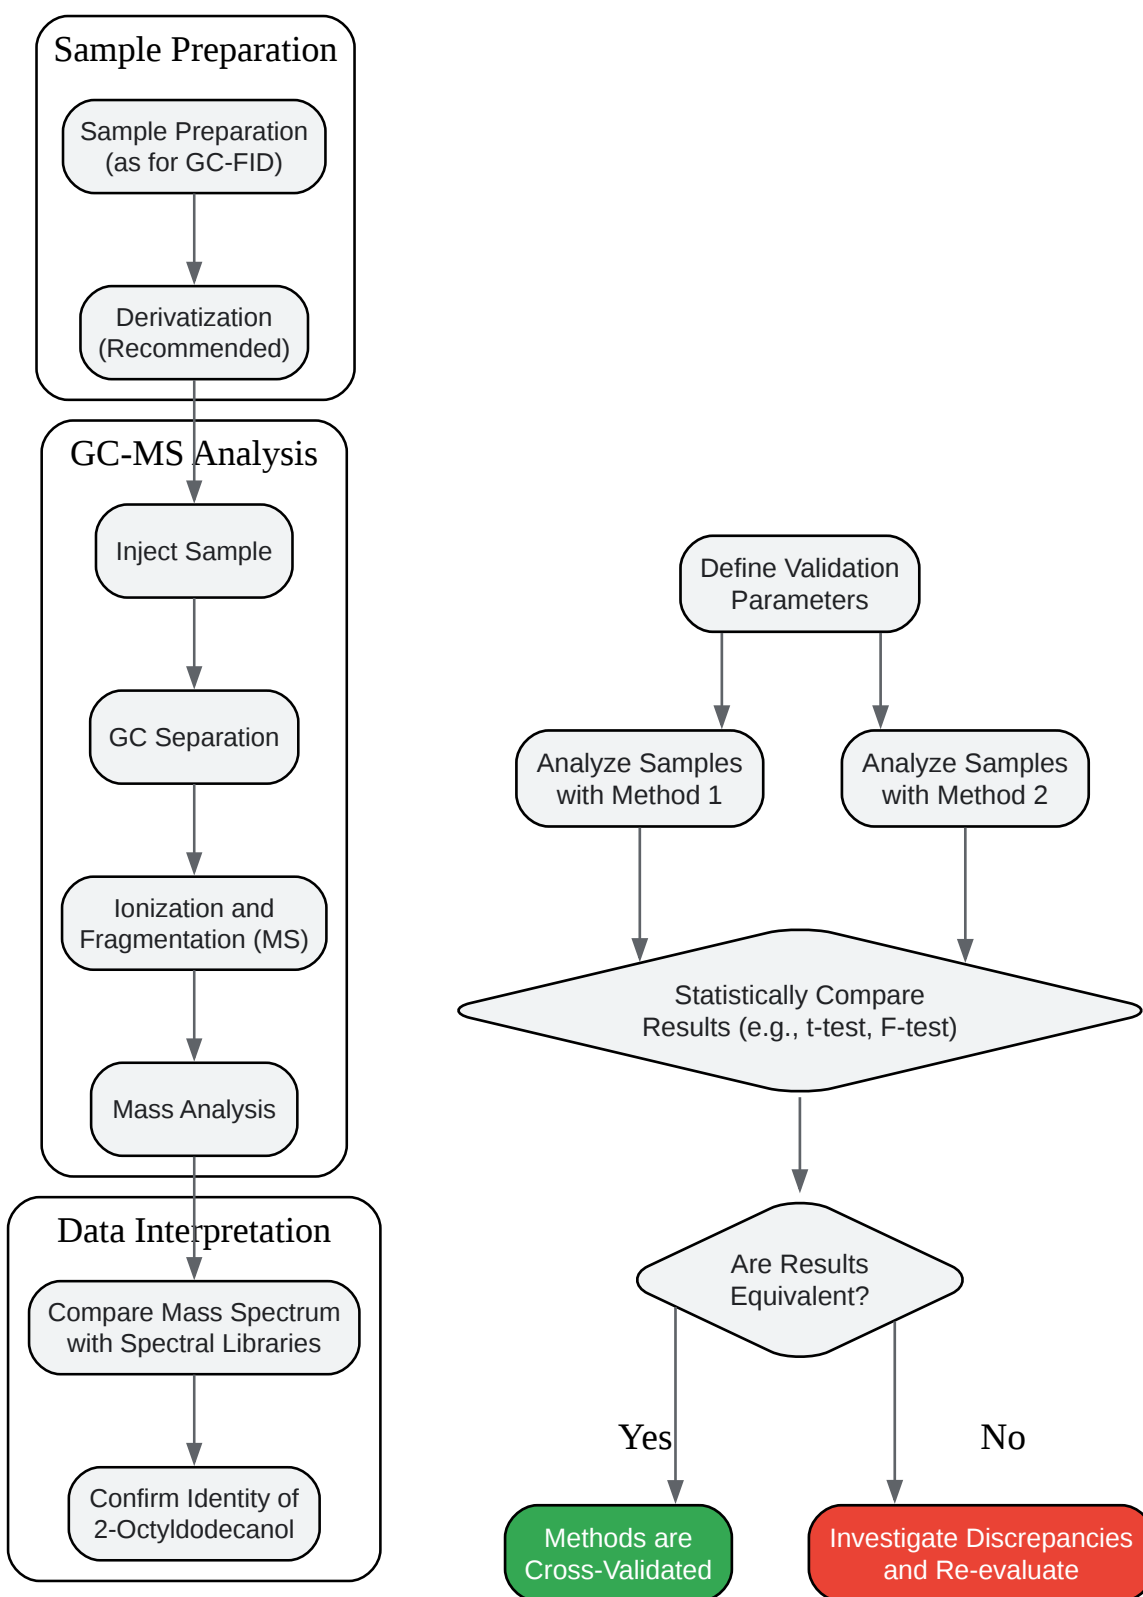 Sample Preparation
Sample Preparation
(as for GC-FID)
Derivatization
(Recommended)
GC-MS Analysis
Inject Sample
GC Separation
Ionization and
Fragmentation (MS)
Mass Analysis
Data Interpretation
Compare Mass Spectrum
with Spectral Libraries
Confirm Identity of
2-Octyldodecanol
Define Validation
Parameters
Analyze Samples
with Method 1
Analyze Samples
with Method 2
Statistically Compare
Results (e.g., t-test, F-test)
Are Results
Equivalent?
Yes
No
Methods are
Cross-Validated
Investigate Discrepancies
and Re-evaluate